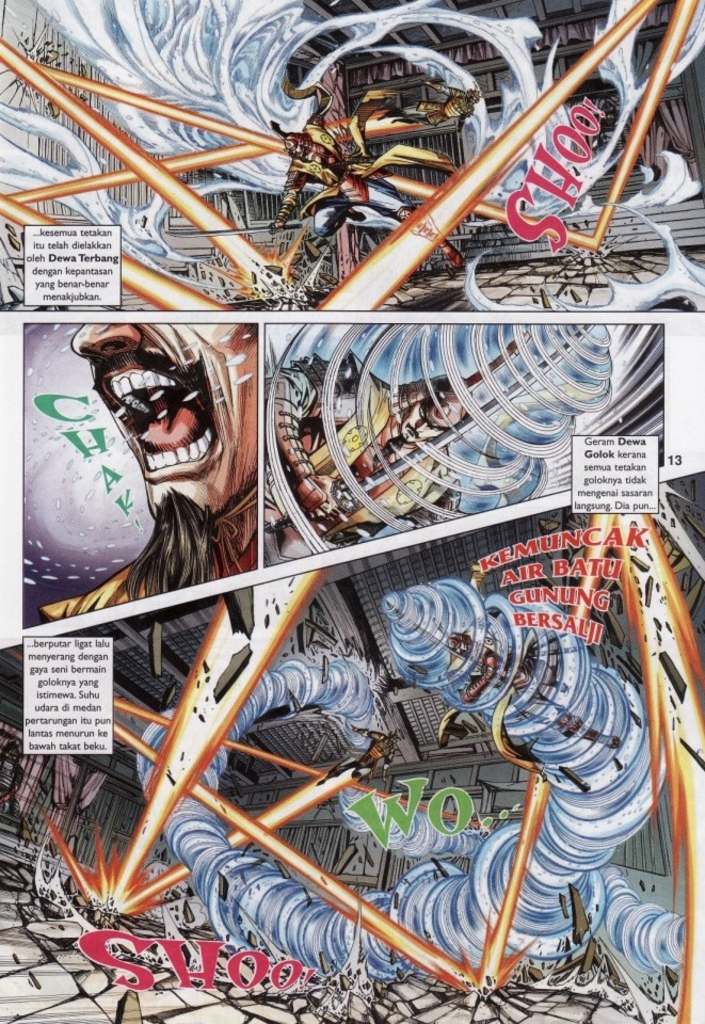 SHOO!
...kesemua tetakan
itu telah dielakkan
oleh Dewa Terbang
dengan kepantasan
yang benar-benar
menakjubkan.
CHAK!
Geram Dewa
Golok kerana
semua tetakan
goloknya tidak
mengenai sasaran
langsung. Dia pun...
13
KEMUNCAK
AIR BATU
GUNUNG
BERSALJI
...berputar ligat lalu
menyerang dengan
gaya seni bermain
goloknya yang
istimewa. Suhu
udara di medan
pertarungan itu pun
lantas menurun ke
bawah takat beku.
WO...
SHOO!